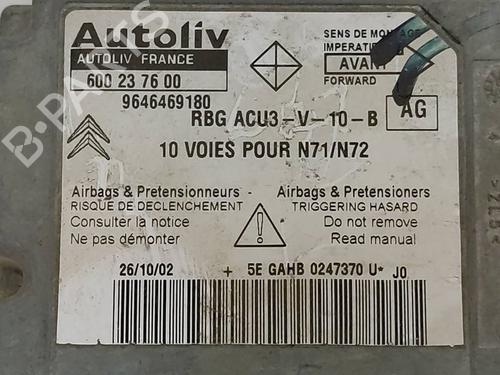 Autoliv
AUTOLIV FRANCE
600 23 76 00
9646469180
SENS DE MONTAGE
IMPERATIF
AVANT
FORWARD
RBG ACU3-V-10-B
AG
10 VOIES POUR N71/N72
Airbags & Pretensionneurs
RISQUE DE DECLENCHEMENT
Consulter la notice
Ne pas démonter
Airbags & Pretensioners
TRIGGERING HASARD
Do not remove
Read manual
26/10/02 + 5E GAHB 0247370 U* J0
B-PARTS